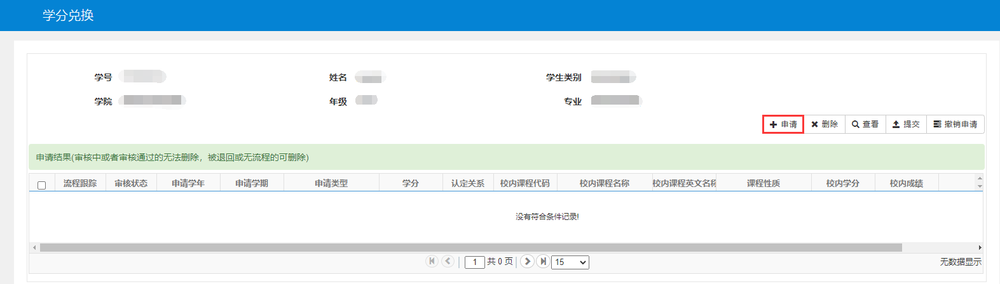 学分兑换
学号 姓名 学生类别
学院 年级 专业
申请 删除 查看 提交 撤销申请
申请结果(审核中或者审核通过的无法删除，被退回或无流程的可删除)
流程跟踪 审核状态 申请学年 申请学期 申请类型 学分 认定关系 校内课程代码 校内课程名称 校内课程英文名称 课程性质 校内学分 校内成绩
没有符合条件记录!
1 共 0 页 15 无数据显示